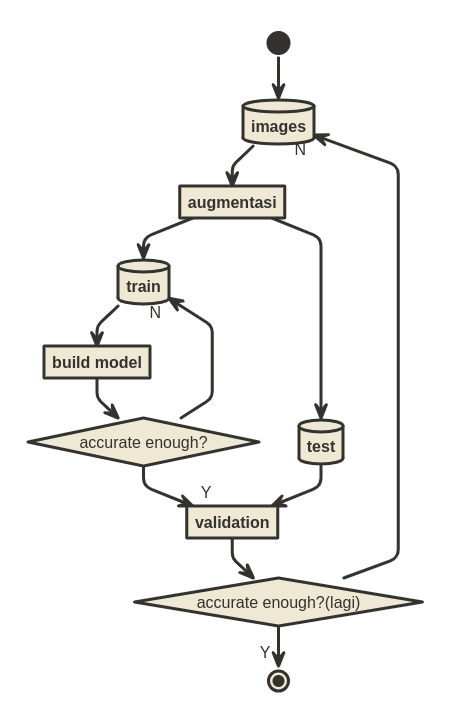 images
N
augmentasi
train
N
build model
accurate enough?
test
Y
validation
accurate enough?(lagi)
Y